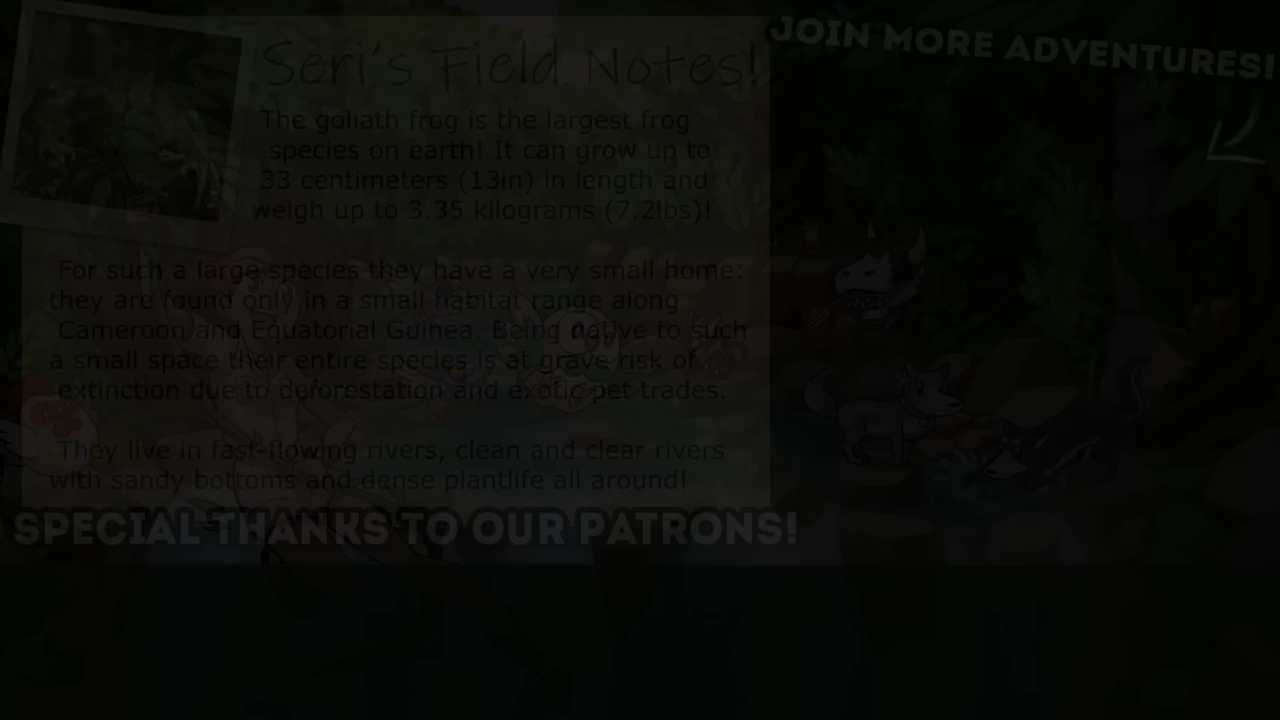 Seri's Field Notes!
JOIN MORE ADVENTURES!
The goliath frog is the largest frog
species on earth! It can grow up to
33 centimeters (13in) in length and
weigh up to 3.35 kilograms (7.2lbs)!
For such a large species they have a very small home:
they are found only in a small habitat range along
Cameroon and Equatorial Guinea. Being native to such
a small space their entire species is at grave risk of
extinction due to deforestation and exotic pet trades.
They live in fast-flowing rivers, clean and clear rivers
with sandy bottoms and dense plantlife all around!
SPECIAL THANKS TO OUR PATRONS!